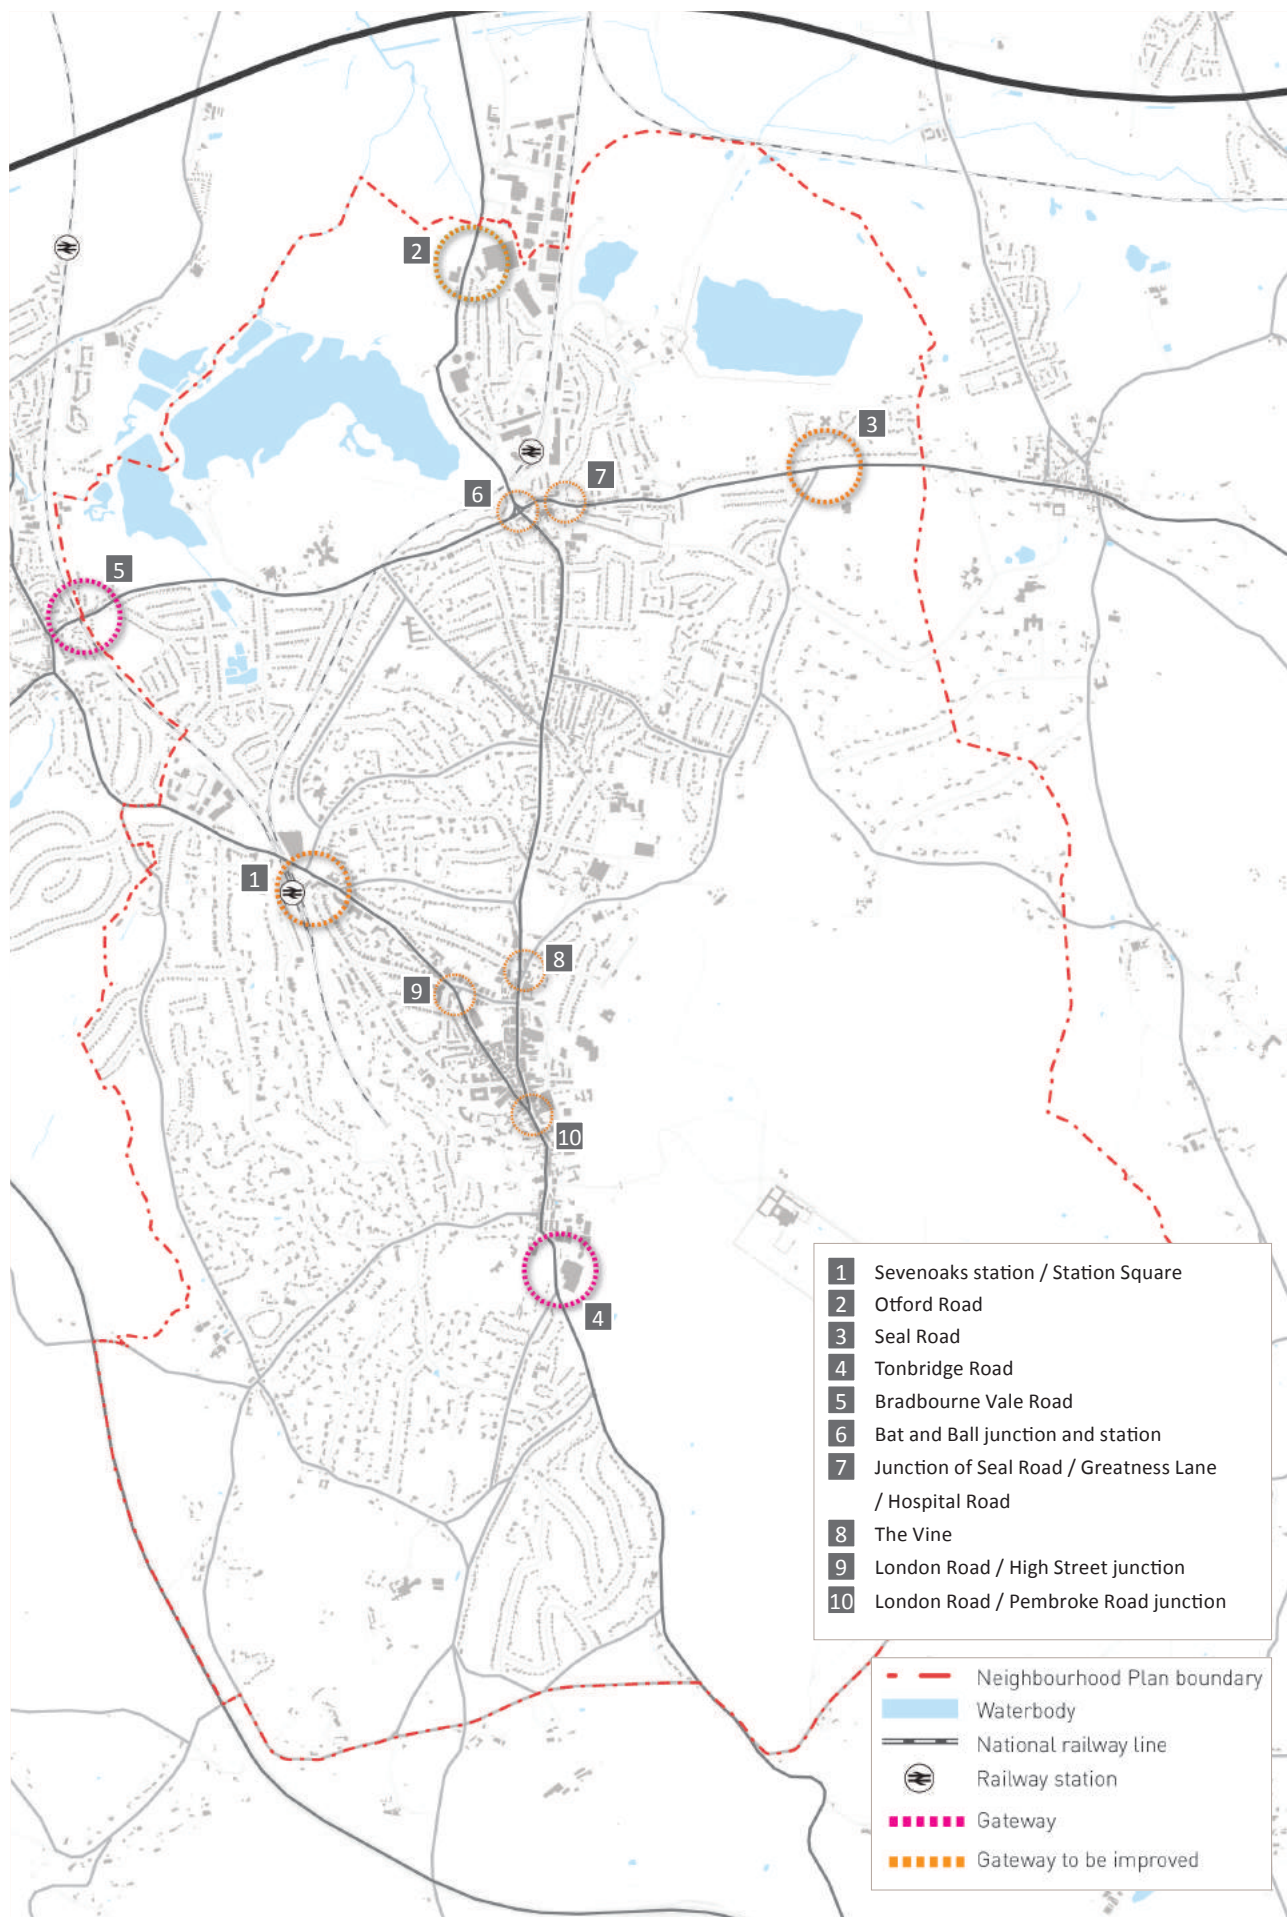 2
3
7
6
5
1
8
9
10
4
1 Sevenoaks station / Station Square
2 Otford Road
3 Seal Road
4 Tonbridge Road
5 Bradbourne Vale Road
6 Bat and Ball junction and station
7 Junction of Seal Road / Greatness Lane
/ Hospital Road
8 The Vine
9 London Road / High Street junction
10 London Road / Pembroke Road junction
Neighbourhood Plan boundary
Waterbody
National railway line
Railway station
Gateway
Gateway to be improved